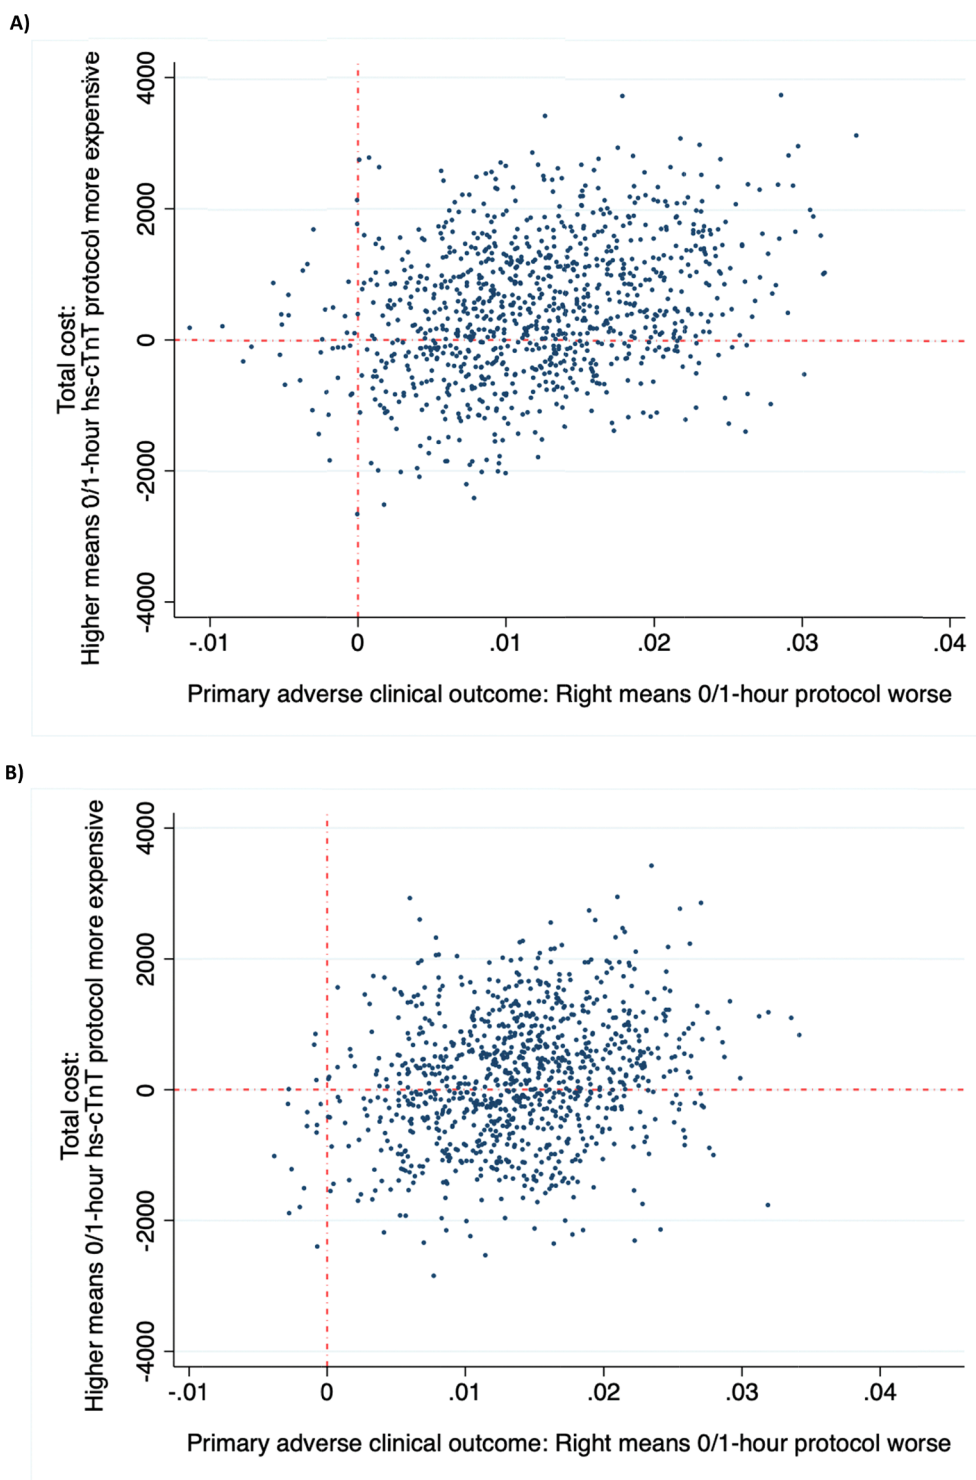 A)
Total cost:
Higher means 0/1-hour hs-cTnT protocol more expensive
4000
2000
0
-2000
-4000
-.01
0
.01
.02
.03
.04
Primary adverse clinical outcome: Right means 0/1-hour protocol worse
B)
Total cost:
Higher means 0/1-hour hs-cTnT protocol more expensive
4000
2000
0
-2000
-4000
-.01
0
.01
.02
.03
.04
Primary adverse clinical outcome: Right means 0/1-hour protocol worse